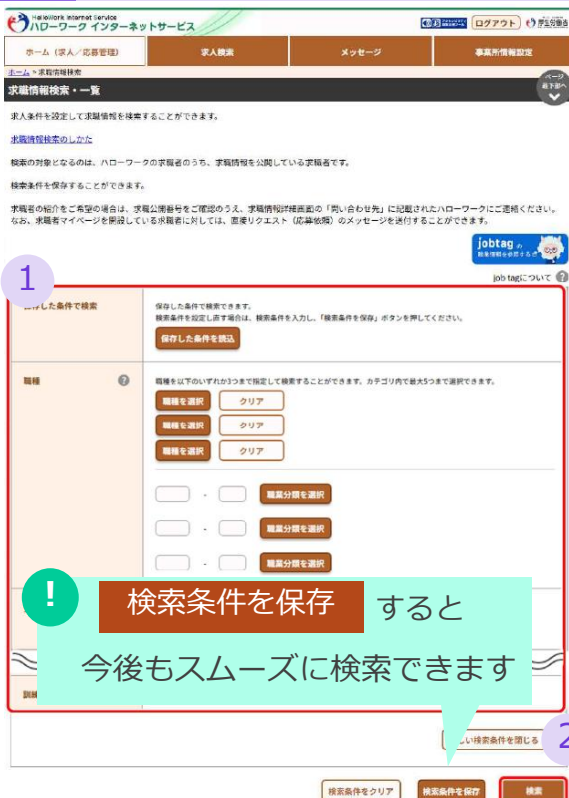 HelloWork Internet Service
ハローワーク インターネットサービス
ログアウト
ホーム（求人／応募管理）
求人検索
メッセージ
事業所情報設定
ホーム > 求職情報検索
求職情報検索・一覧
ページ
最下部へ
求人条件を設定して求職情報を検索することができます。
求職情報検索のしかた
検索の対象となるのは、ハローワークの求職者のうち、求職情報を公開している求職者です。
検索条件を保存することができます。
求職者の紹介をご希望の場合は、求職公開番号をご確認のうえ、求職情報詳細画面の「問い合わせ先」に記載されたハローワークにご連絡ください。
なお、求職者マイページを開設している求職者に対しては、直接リクエスト（応募依頼）のメッセージを送付することができます。
jobtag
job tagについて ?
1
した条件で検索
保存した条件で検索できます。
検索条件を設定し直す場合は、検索条件を入力し、「検索条件を保存」ボタンを押してください。
保存した条件を読込
職種 ?
職種を以下のいずれか3つまで指定して検索することができます。カテゴリ内で最大5つまで選択できます。
職種を選択 クリア
職種を選択 クリア
職種を選択 クリア
- 職業分類を選択
- 職業分類を選択
- 職業分類を選択
!
検索条件を保存 すると
今後もスムーズに検索できます
訓練
い検索条件を閉じる
2
検索条件をクリア
検索条件を保存
検索